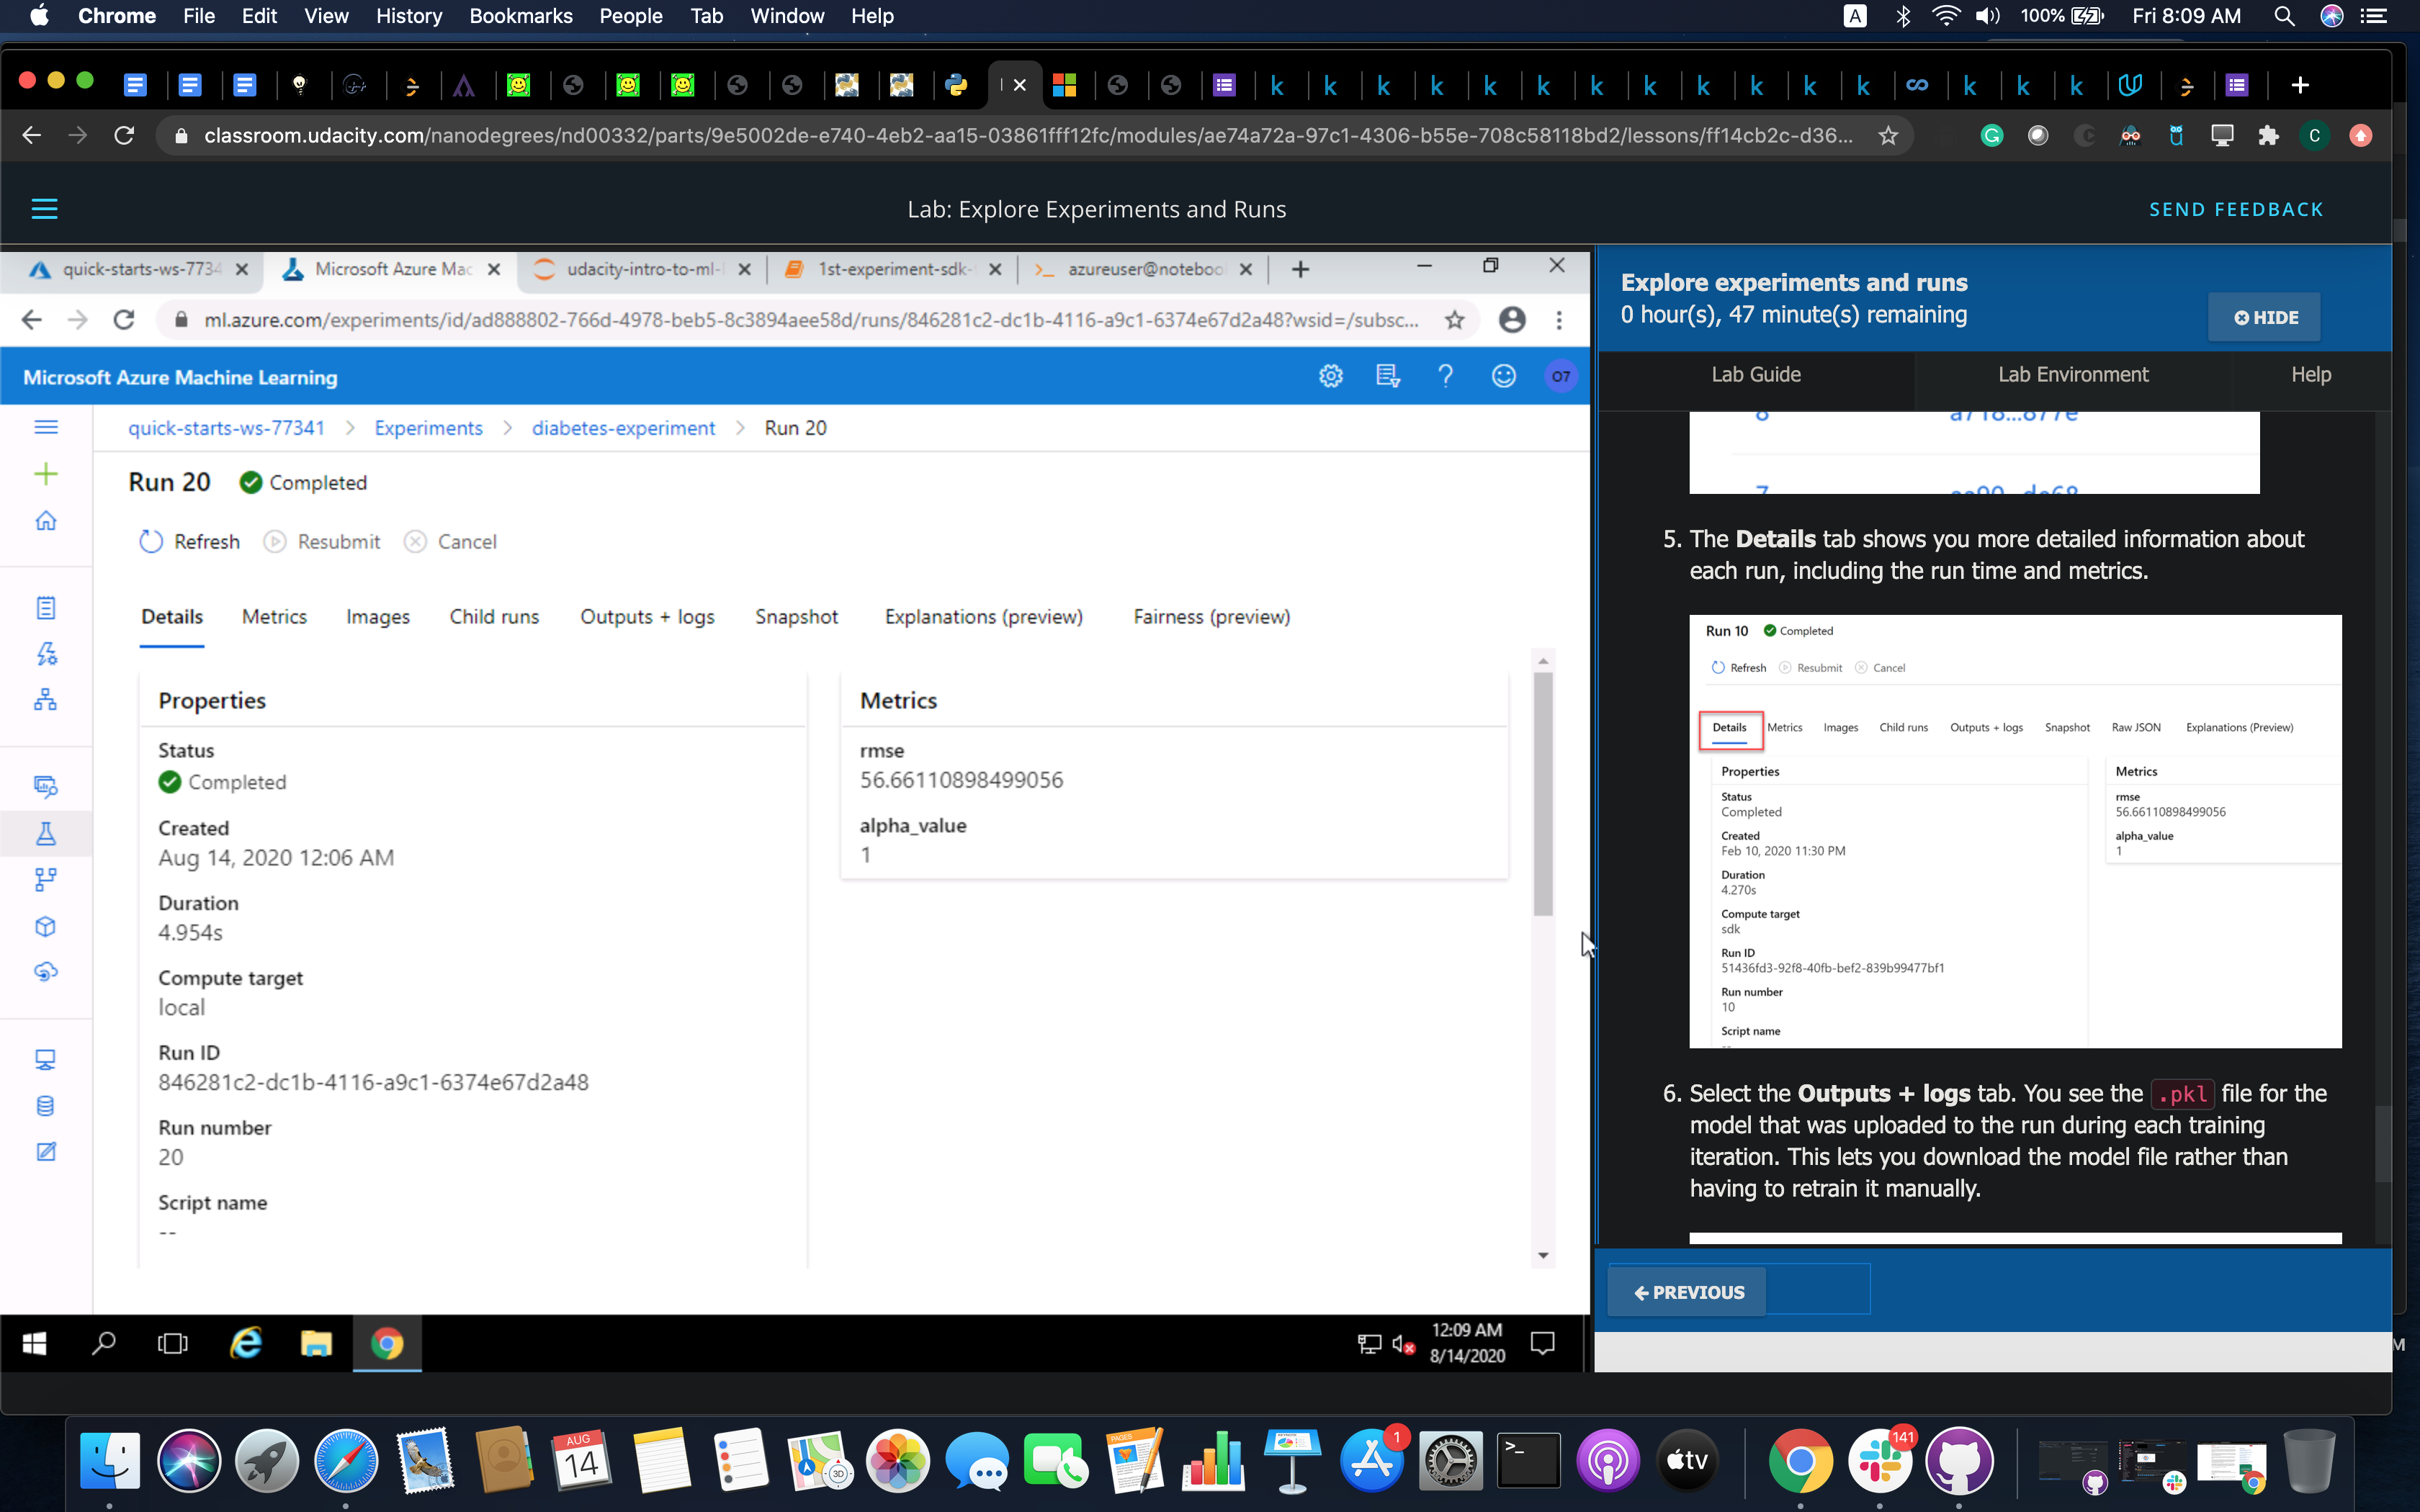 Chrome File Edit View History Bookmarks People Tab Window Help
A 100% Fri 8:09 AM
classroom.udacity.com/nanodegrees/nd00332/parts/9e5002de-e740-4eb2-aa15-03861fff12fc/modules/ae74a72a-97c1-4306-b55e-708c58118bd2/lessons/ff14cb2c-d36...
Lab: Explore Experiments and Runs
SEND FEEDBACK
quick-starts-ws-7734 Microsoft Azure Mac udacity-intro-to-ml- 1st-experiment-sdk- azureuser@noteboo
ml.azure.com/experiments/id/ad888802-766d-4978-beb5-8c3894aee58d/runs/846281c2-dc1b-4116-a9c1-6374e67d2a48?wsid=/subsc...
Microsoft Azure Machine Learning
O7
quick-starts-ws-77341 > Experiments > diabetes-experiment > Run 20
Run 20 Completed
Refresh Resubmit Cancel
Details Metrics Images Child runs Outputs + logs Snapshot Explanations (preview) Fairness (preview)
Properties
Status
Completed
Created
Aug 14, 2020 12:06 AM
Duration
4.954s
Compute target
local
Run ID
846281c2-dc1b-4116-a9c1-6374e67d2a48
Run number
20
Script name
--
Metrics
rmse
56.66110898499056
alpha_value
1
12:09 AM
8/14/2020
Explore experiments and runs
0 hour(s), 47 minute(s) remaining
HIDE
Lab Guide Lab Environment Help
5. The Details tab shows you more detailed information about
each run, including the run time and metrics.
Run 10 Completed
Refresh Resubmit Cancel
Details Metrics Images Child runs Outputs + logs Snapshot Raw JSON Explanations (Preview)
Properties
Status
Completed
Created
Feb 10, 2020 11:30 PM
Duration
4.270s
Compute target
sdk
Run ID
51436fd3-92f8-40fb-bef2-839b99477bf1
Run number
10
Script name
--
Metrics
rmse
56.66110898499056
alpha_value
1
6. Select the Outputs + logs tab. You see the .pkl file for the
model that was uploaded to the run during each training
iteration. This lets you download the model file rather than
having to retrain it manually.
PREVIOUS
AUG
14
3D
PAGES
1
tv
141